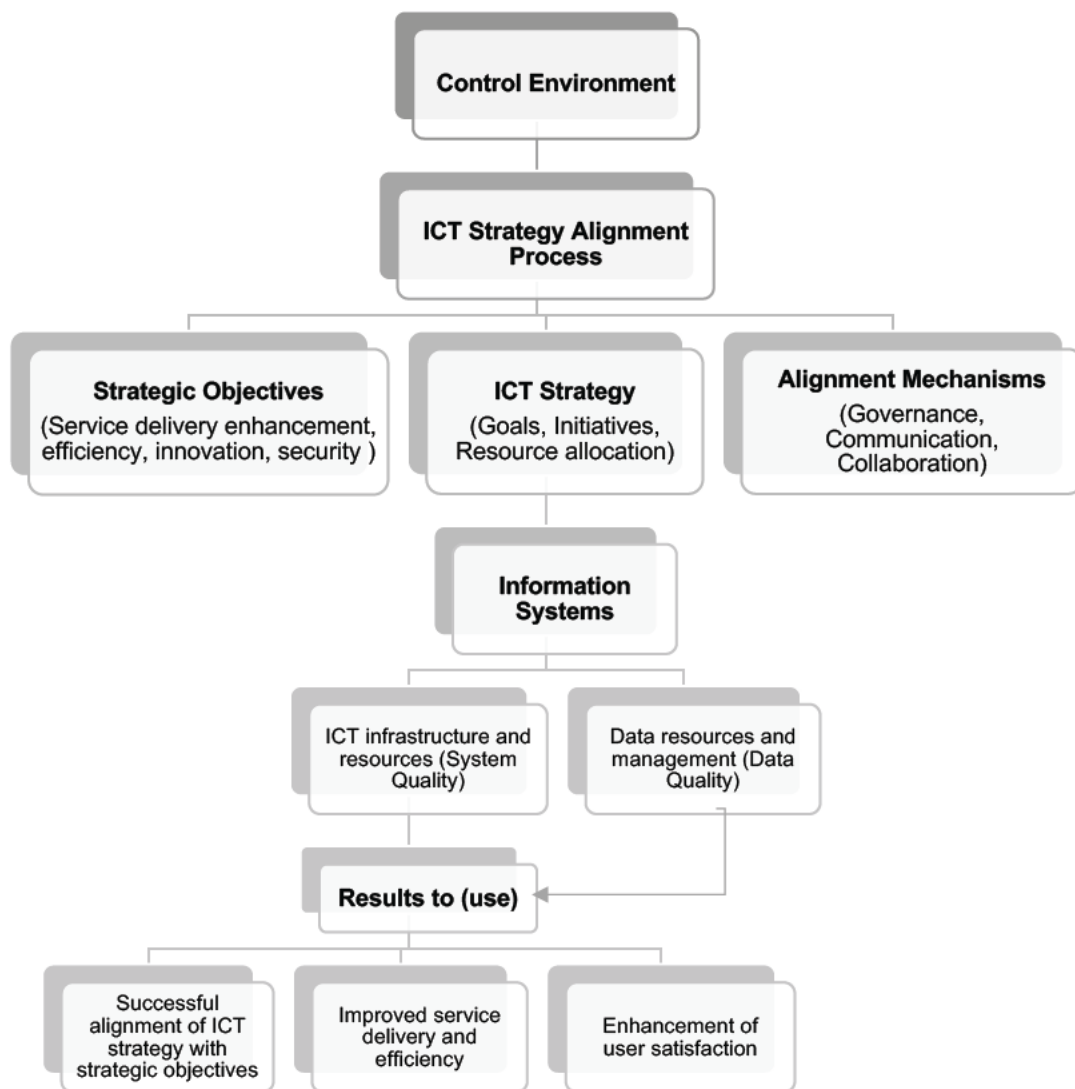 Control Environment
ICT Strategy Alignment
Process
Strategic Objectives
(Service delivery enhancement,
efficiency, innovation, security )
ICT Strategy
(Goals, Initiatives,
Resource allocation)
Alignment Mechanisms
(Governance,
Communication,
Collaboration)
Information
Systems
ICT infrastructure and
resources (System
Quality)
Data resources and
management (Data
Quality)
Results to (use)
Successful
alignment of ICT
strategy with
strategic objectives
Improved service
delivery and
efficiency
Enhancement of
user satisfaction